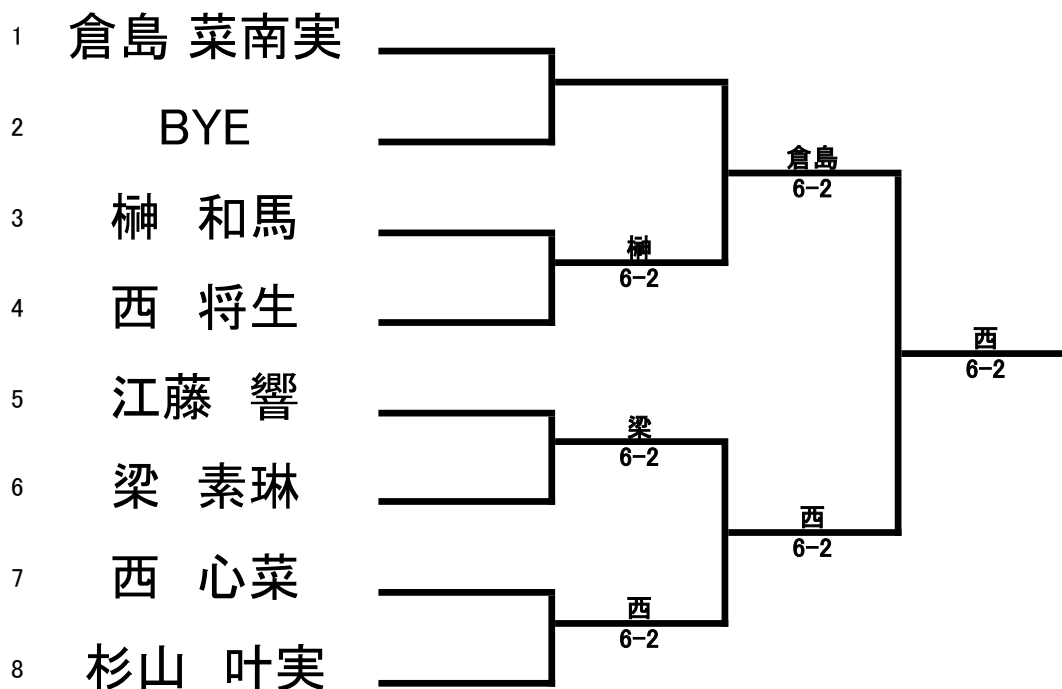 1 倉島 菜南実
2 BYE
倉島
6-2
3 榊 和馬
榊
6-2
4 西 将生
西
6-2
5 江藤 響
梁
6-2
6 梁 素琳
西
6-2
7 西 心菜
西
6-2
8 杉山 叶実